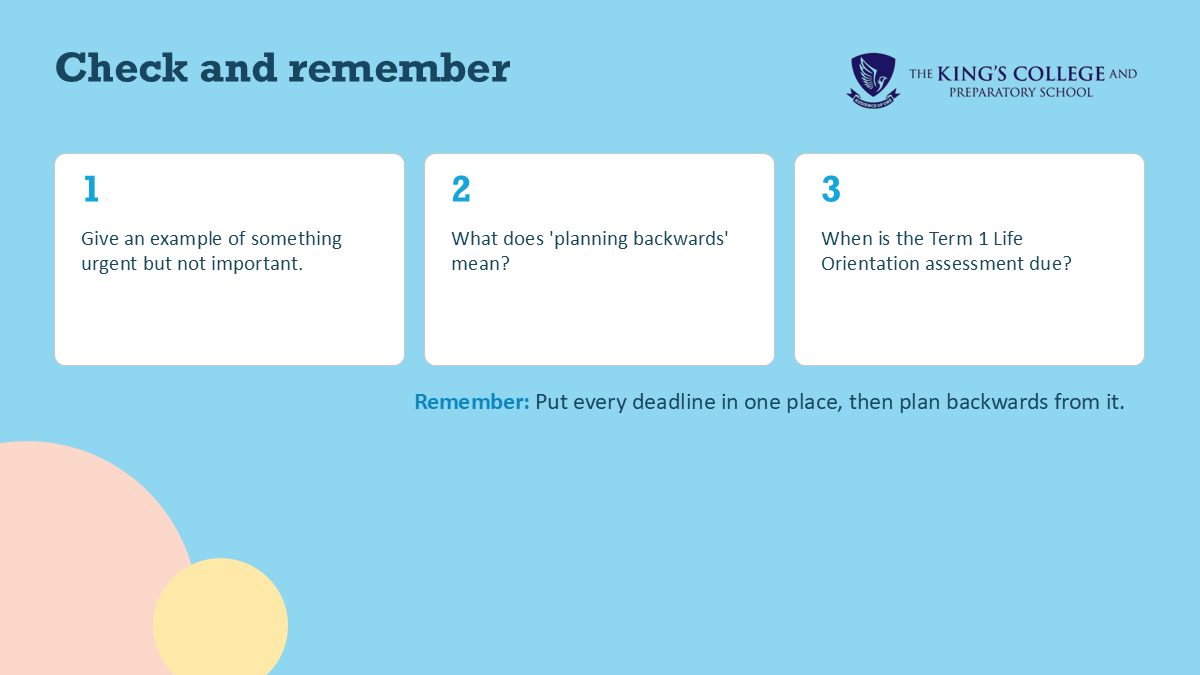 Check and remember
THE KING'S COLLEGE AND
PREPARATORY SCHOOL
1
Give an example of something
urgent but not important.
2
What does 'planning backwards'
mean?
3
When is the Term 1 Life
Orientation assessment due?
Remember: Put every deadline in one place, then plan backwards from it.